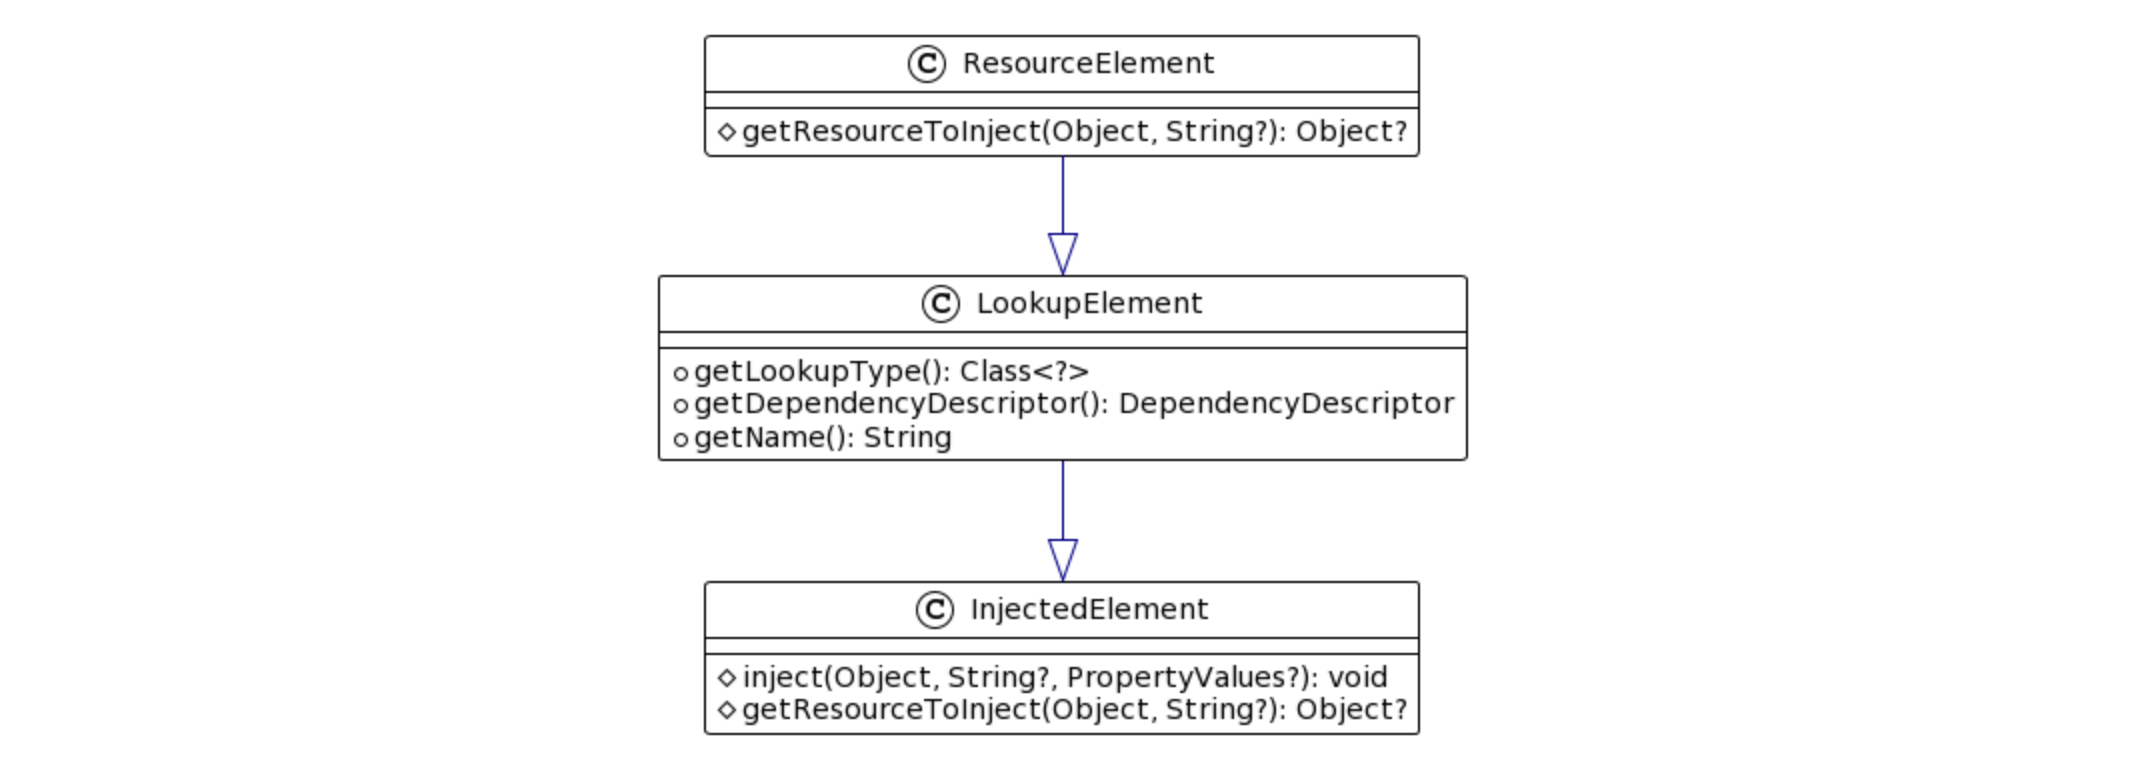 C ResourceElement
getResourceToInject(Object, String?): Object?
C LookupElement
getLookupType(): Class<?>
getDependencyDescriptor(): DependencyDescriptor
getName(): String
C InjectedElement
inject(Object, String?, PropertyValues?): void
getResourceToInject(Object, String?): Object?